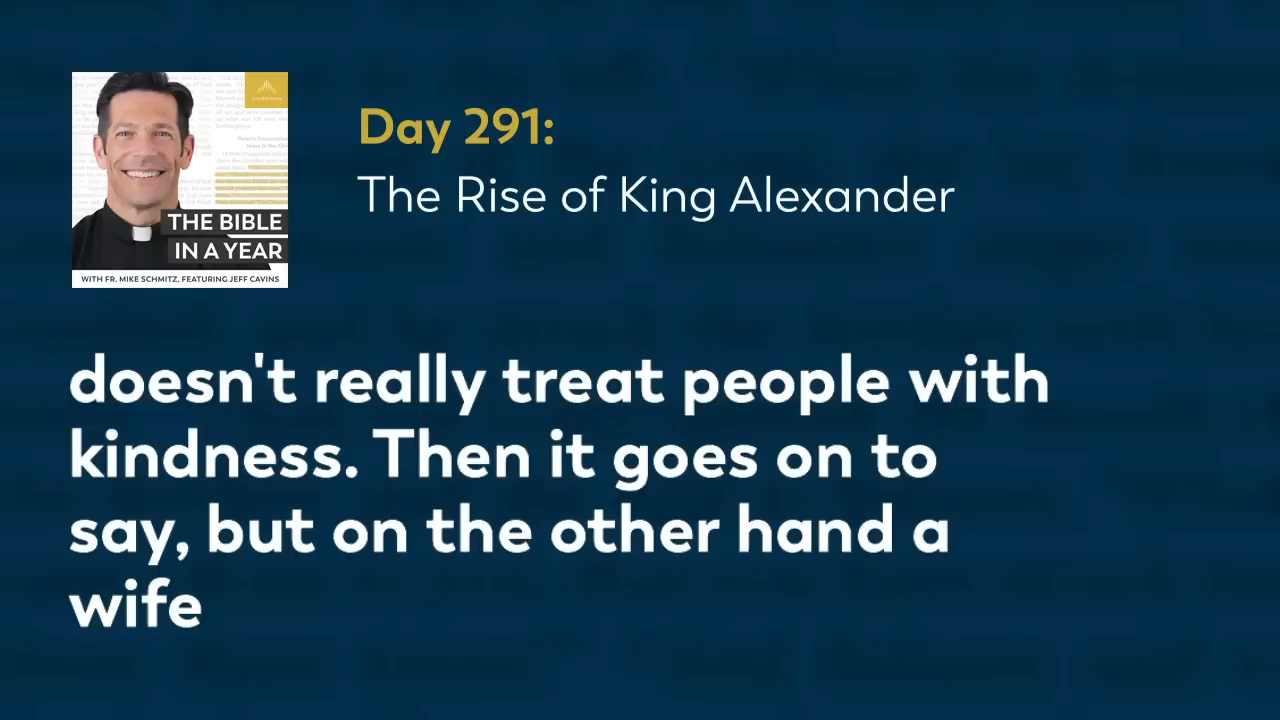 Day 291:
The Rise of King Alexander
THE BIBLE
IN A YEAR
WITH FR. MIKE SCHMITZ, FEATURING JEFF CAVINS
doesn't really treat people with
kindness. Then it goes on to
say, but on the other hand a
wife